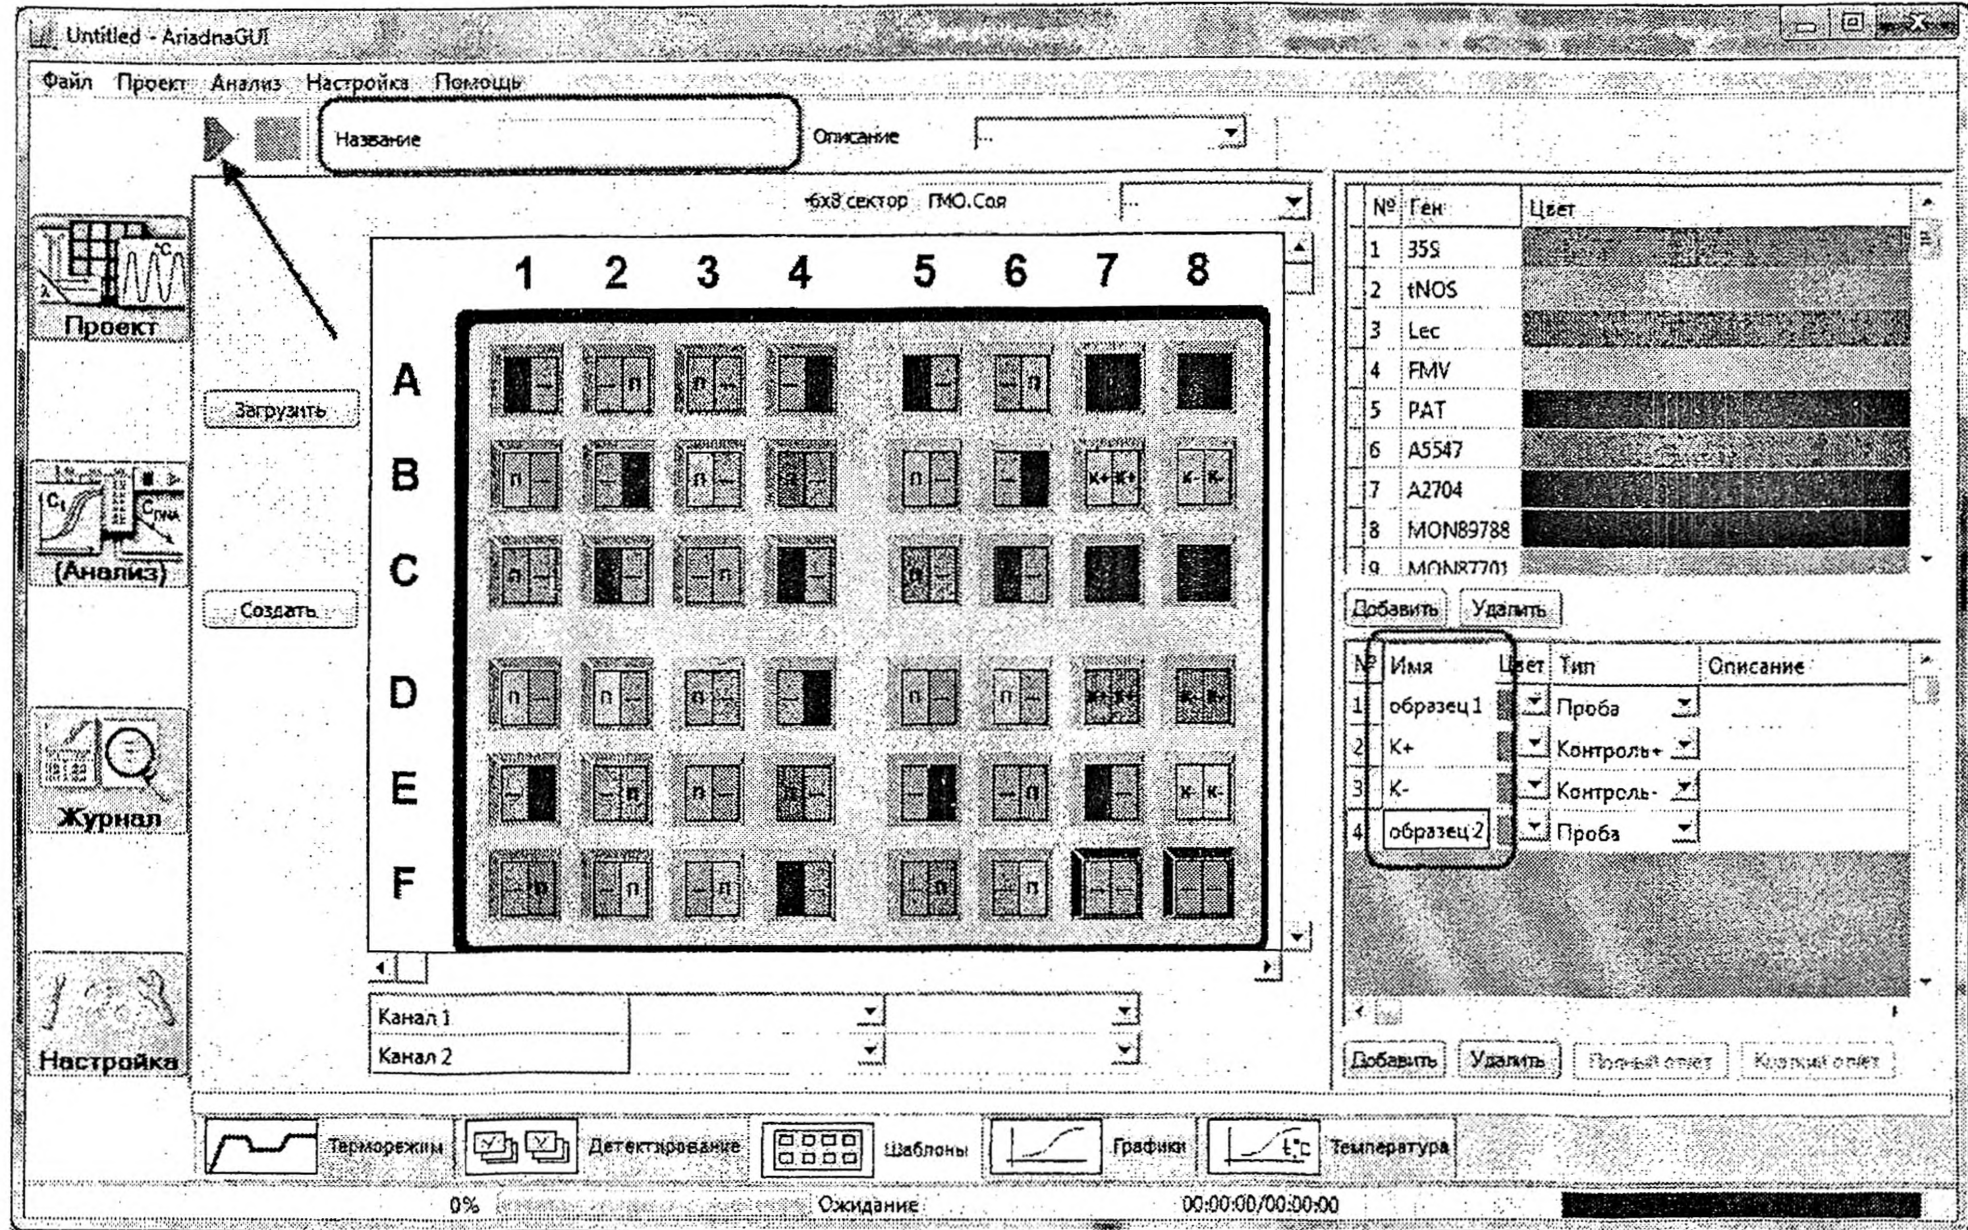 Untitled - AriadnaGUI
Файл Проект Анализ Настройка Помощь
Название Описание ...
6x8 сектор ГМО.Соя ...
Проект
(Анализ)
Журнал
Настройка
Загрузить
Создать
1 2 3 4 5 6 7 8
A – – п п – – – – п
B п – п п – K+ K+ K- K-
C п – – – п – п – –
D п – п – п – – п – п – K+ K+ K- K-
E – – п п – п – – – п – K- K-
F – п – п – п – – п – п – – – –
Канал 1
Канал 2
№ Ген Цвет
1 35S
2 tNOS
3 Lec
4 FMV
5 PAT
6 A5547
7 A2704
8 MON89788
9 MON87701
Добавить Удалить
№ Имя Цвет Тип Описание
1 образец 1 Проба
2 K+ Контроль+
3 K- Контроль-
4 образец 2 Проба
Добавить Удалить Полный отчет Краткий отчет
Терморежим Детектирование Шаблоны Графики t°C Температура
0% Ожидание 00:00:00/00:00:00